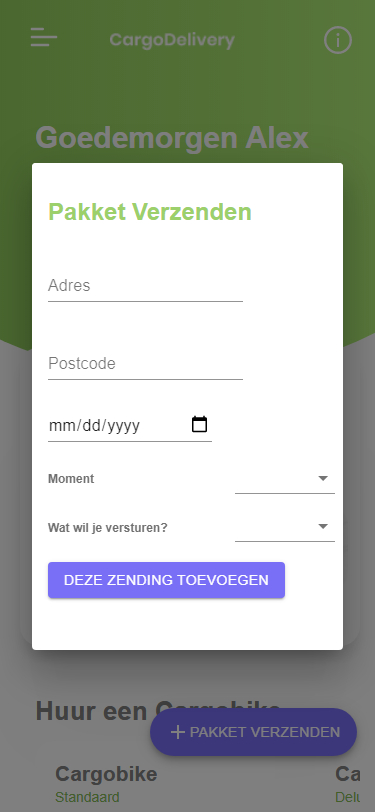 CargoDelivery
Goedemorgen Alex
Pakket Verzenden
Adres
Postcode
mm/dd/yyyy
Moment
Wat wil je versturen?
DEZE ZENDING TOEVOEGEN
Huur een Cargobike
PAKKET VERZENDEN
Cargobike
Ca
Standaard
Delu